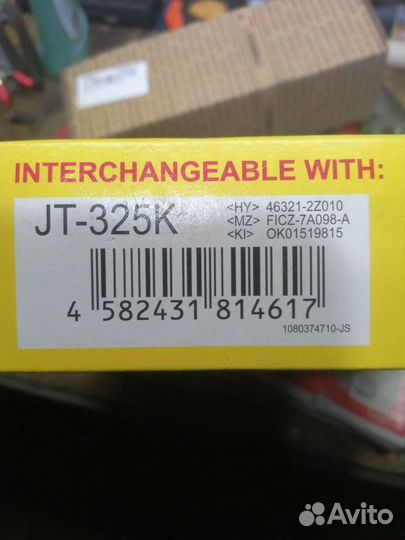 INTERCHANGEABLE WITH:
JT-325K
<HY> 46321-2Z010
<MZ> FICZ-7A098-A
<KI> OK01519815
4 582431 814617
1080374710-JS
Avito